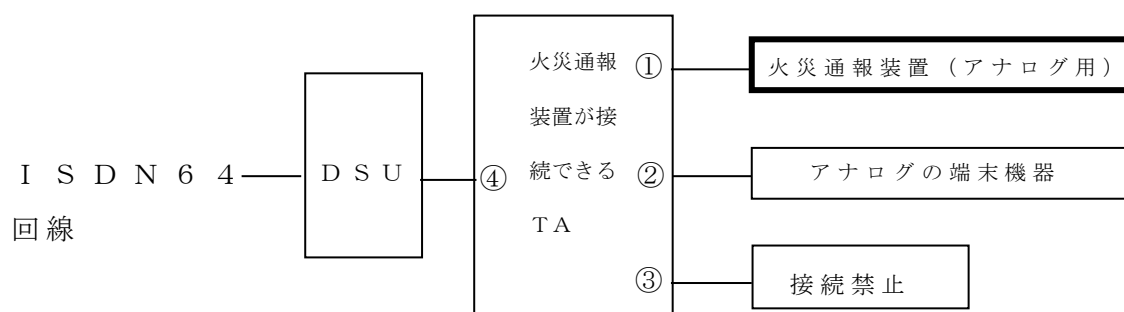 ＩＳＤＮ６４
回線
ＤＳＵ
④
火災通報
装置が接
続できる
ＴＡ
①
②
③
火災通報装置（アナログ用）
アナログの端末機器
接続禁止